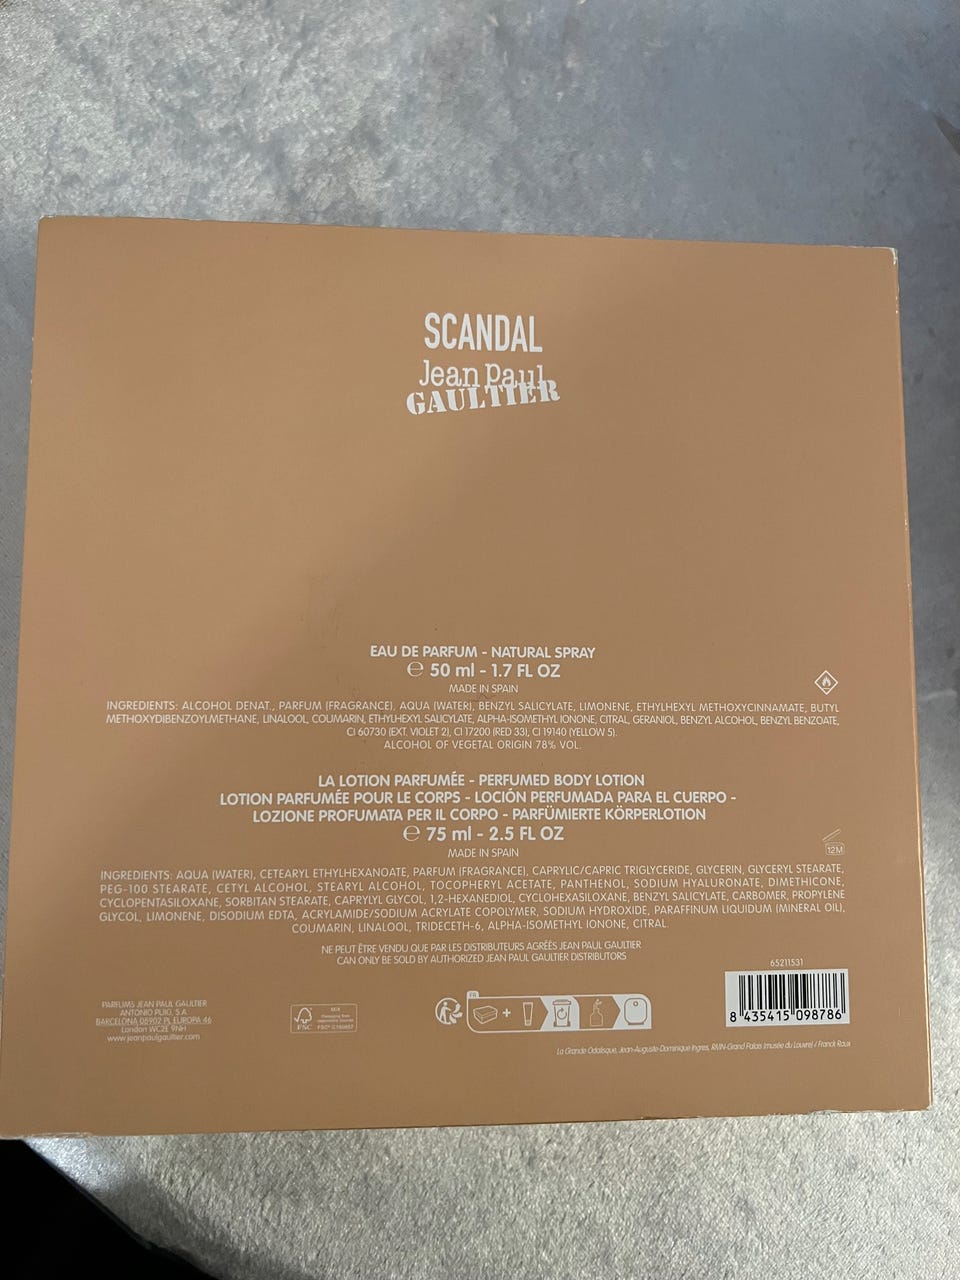 SCANDAL
Jean Paul
GAULTIER
EAU DE PARFUM - NATURAL SPRAY
℮ 50 ml - 1.7 FL OZ
MADE IN SPAIN
INGREDIENTS: ALCOHOL DENAT., PARFUM (FRAGRANCE), AQUA (WATER), BENZYL SALICYLATE, LIMONENE, ETHYLHEXYL METHOXYCINNAMATE, BUTYL
METHOXYDIBENZOYLMETHANE, LINALOOL, COUMARIN, ETHYLHEXYL SALICYLATE, ALPHA-ISOMETHYL IONONE, CITRAL, GERANIOL, BENZYL ALCOHOL, BENZYL BENZOATE,
CI 60730 (EXT. VIOLET 2), CI 17200 (RED 33), CI 19140 (YELLOW 5).
ALCOHOL OF VEGETAL ORIGIN 78% VOL.
LA LOTION PARFUMÉE - PERFUMED BODY LOTION
LOTION PARFUMÉE POUR LE CORPS - LOCIÓN PERFUMADA PARA EL CUERPO -
LOZIONE PROFUMATA PER IL CORPO - PARFÜMIERTE KÖRPERLOTION
℮ 75 ml - 2.5 FL OZ
MADE IN SPAIN
12M
INGREDIENTS: AQUA (WATER), CETEARYL ETHYLHEXANOATE, PARFUM (FRAGRANCE), CAPRYLIC/CAPRIC TRIGLYCERIDE, GLYCERIN, GLYCERYL STEARATE,
PEG-100 STEARATE, CETYL ALCOHOL, STEARYL ALCOHOL, TOCOPHERYL ACETATE, PANTHENOL, SODIUM HYALURONATE, DIMETHICONE,
CYCLOPENTASILOXANE, SORBITAN STEARATE, CAPRYLYL GLYCOL, 1,2-HEXANEDIOL, CYCLOHEXASILOXANE, BENZYL SALICYLATE, CARBOMER, PROPYLENE
GLYCOL, LIMONENE, DISODIUM EDTA, ACRYLAMIDE/SODIUM ACRYLATE COPOLYMER, SODIUM HYDROXIDE, PARAFFINUM LIQUIDUM (MINERAL OIL),
COUMARIN, LINALOOL, TRIDECETH-6, ALPHA-ISOMETHYL IONONE, CITRAL.
NE PEUT ÊTRE VENDU QUE PAR LES DISTRIBUTEURS AGRÉÉS JEAN PAUL GAULTIER
CAN ONLY BE SOLD BY AUTHORIZED JEAN PAUL GAULTIER DISTRIBUTORS
65211531
PARFUMS JEAN PAUL GAULTIER
ANTONIO PUIG, S.A.
BARCELONA 08902 PL EUROPA 46
London WC2E 9NH
www.jeanpaulgaultier.com
FSC
MIX
Packaging from
responsible sources
FR
+
8 435415 098786
La Grande Odalisque, Jean-Auguste-Dominique Ingres, RMN-Grand Palais (musée du Louvre) / Franck Raux